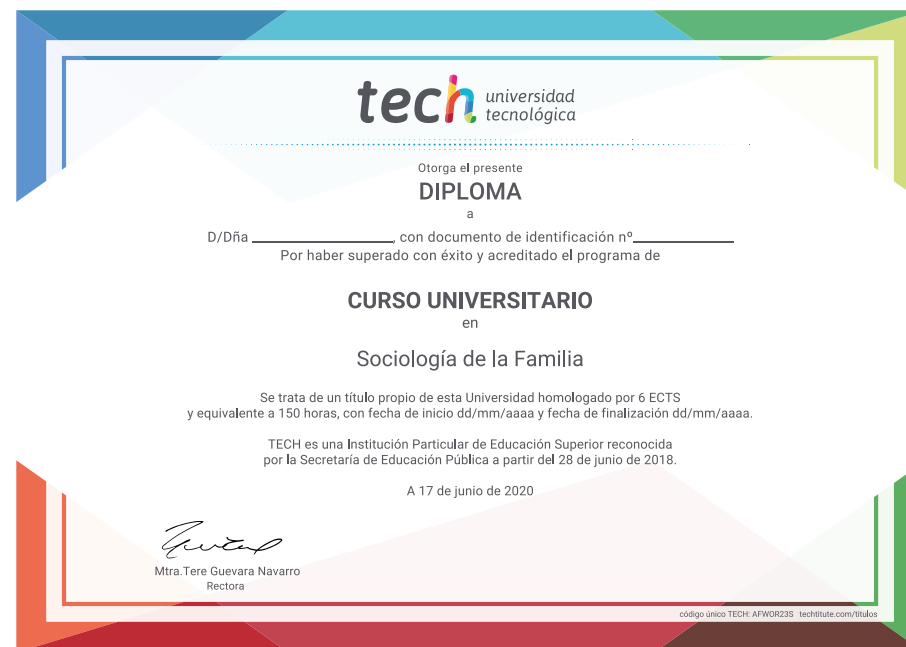 tech universidad
tecnológica
Otorga el presente
DIPLOMA
a
D/Dña ____________________, con documento de identificación nº______________
Por haber superado con éxito y acreditado el programa de
CURSO UNIVERSITARIO
en
Sociología de la Familia
Se trata de un título propio de esta Universidad homologado por 6 ECTS
y equivalente a 150 horas, con fecha de inicio dd/mm/aaaa y fecha de finalización dd/mm/aaaa.
TECH es una Institución Particular de Educación Superior reconocida
por la Secretaría de Educación Pública a partir del 28 de junio de 2018.
A 17 de junio de 2020
Mtra.Tere Guevara Navarro
Rectora
código único TECH: AFWOR23S techtitute.com/titulos